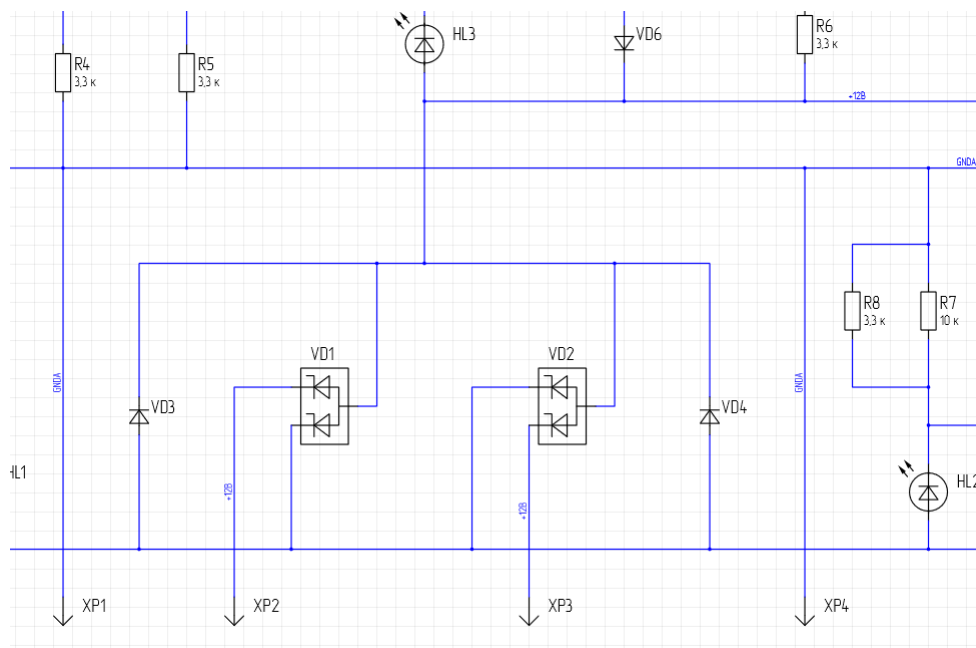 R4
3,3 к
R5
3,3 к
HL3
VD6
R6
3,3 к
+12В
GNDA
R8
3,3 к
R7
10 к
VD1
VD2
GNDA
GNDA
VD3
VD4
HL1
HL2
+12В
+12В
XP1
XP2
XP3
XP4